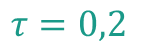 τ = 0,2